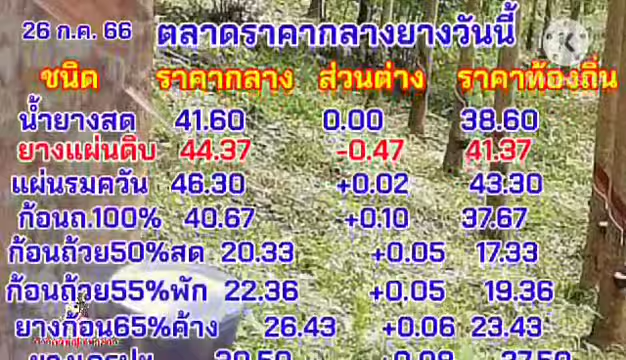 26 ก.ค. 66 ตลาดราคากลางยางวันนี้
ชนิด ราคากลาง ส่วนต่าง ราคาท้องถิ่น
น้ำยางสด 41.60 0.00 38.60
ยางแผ่นดิบ 44.37 -0.47 41.37
แผ่นรมควัน 46.30 +0.02 43.30
ก้อนถ.100% 40.67 +0.10 37.67
ก้อนถ้วย50%สด 20.33 +0.05 17.33
ก้อนถ้วย55%พัก 22.36 +0.05 19.36
ยางก้อน65%ค้าง 26.43 +0.06 23.43